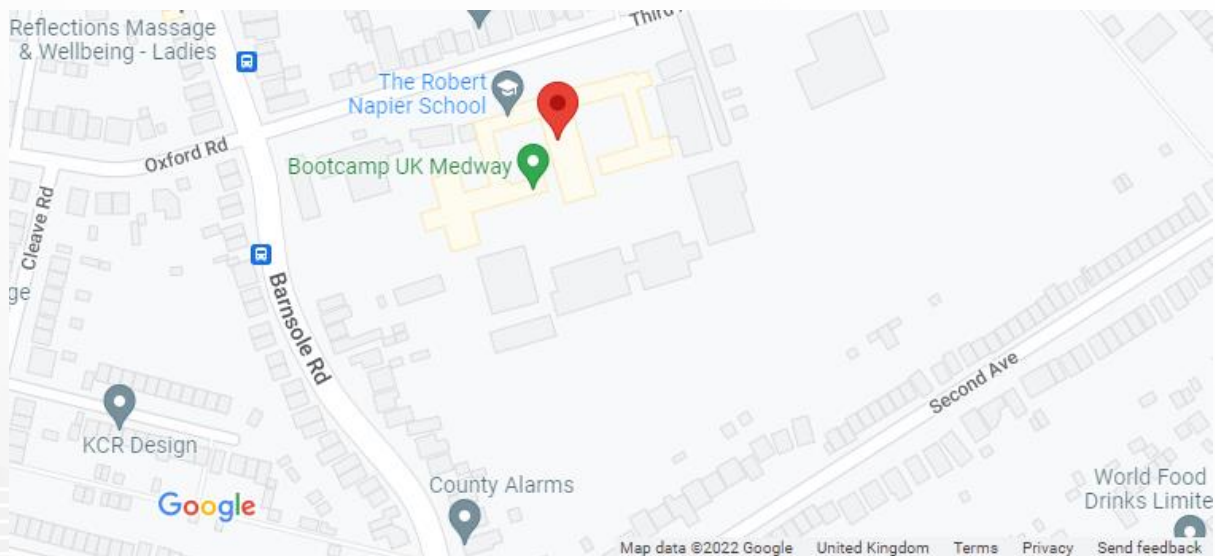 Reflections Massage
& Wellbeing - Ladies
The Robert
Napier School
Bootcamp UK Medway
Oxford Rd
Cleave Rd
ge
Barnsole Rd
Second Ave
KCR Design
County Alarms
World Food
Drinks Limite
Google
Map data ©2022 Google United Kingdom Terms Privacy Send feedback